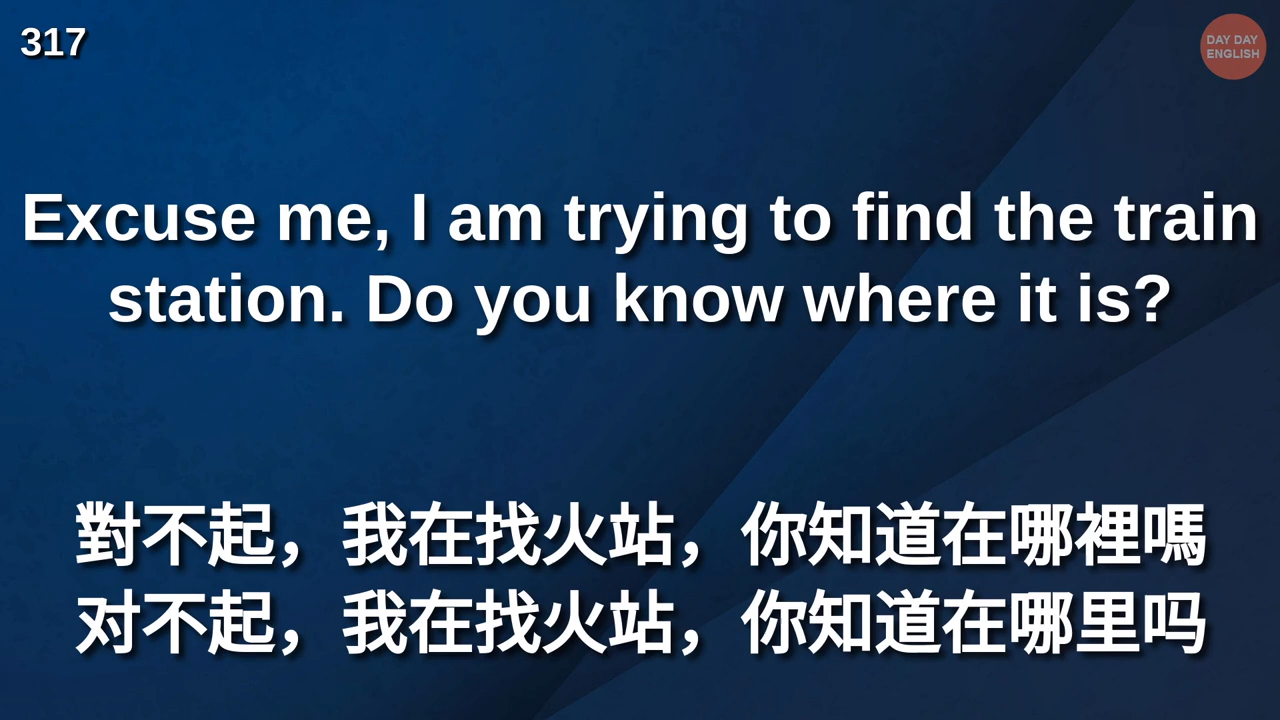 317
DAY DAY
ENGLISH
Excuse me, I am trying to find the train
station. Do you know where it is?
對不起，我在找火站，你知道在哪裡嗎
对不起，我在找火站，你知道在哪里吗